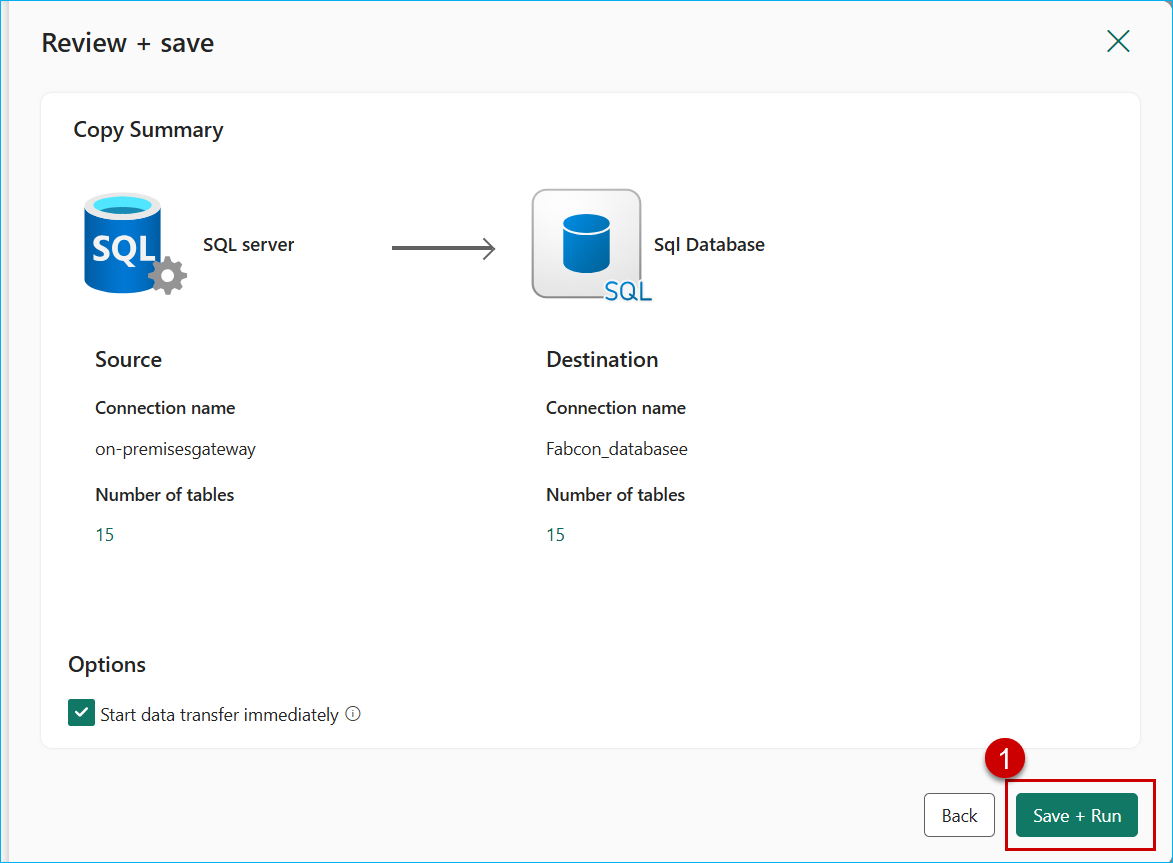 Review + save
Copy Summary
SQL
SQL server
Sql Database
SQL
Source
Destination
Connection name
Connection name
on-premisesgateway
Fabcon_databasee
Number of tables
Number of tables
15
15
Options
Start data transfer immediately
1
Back
Save + Run